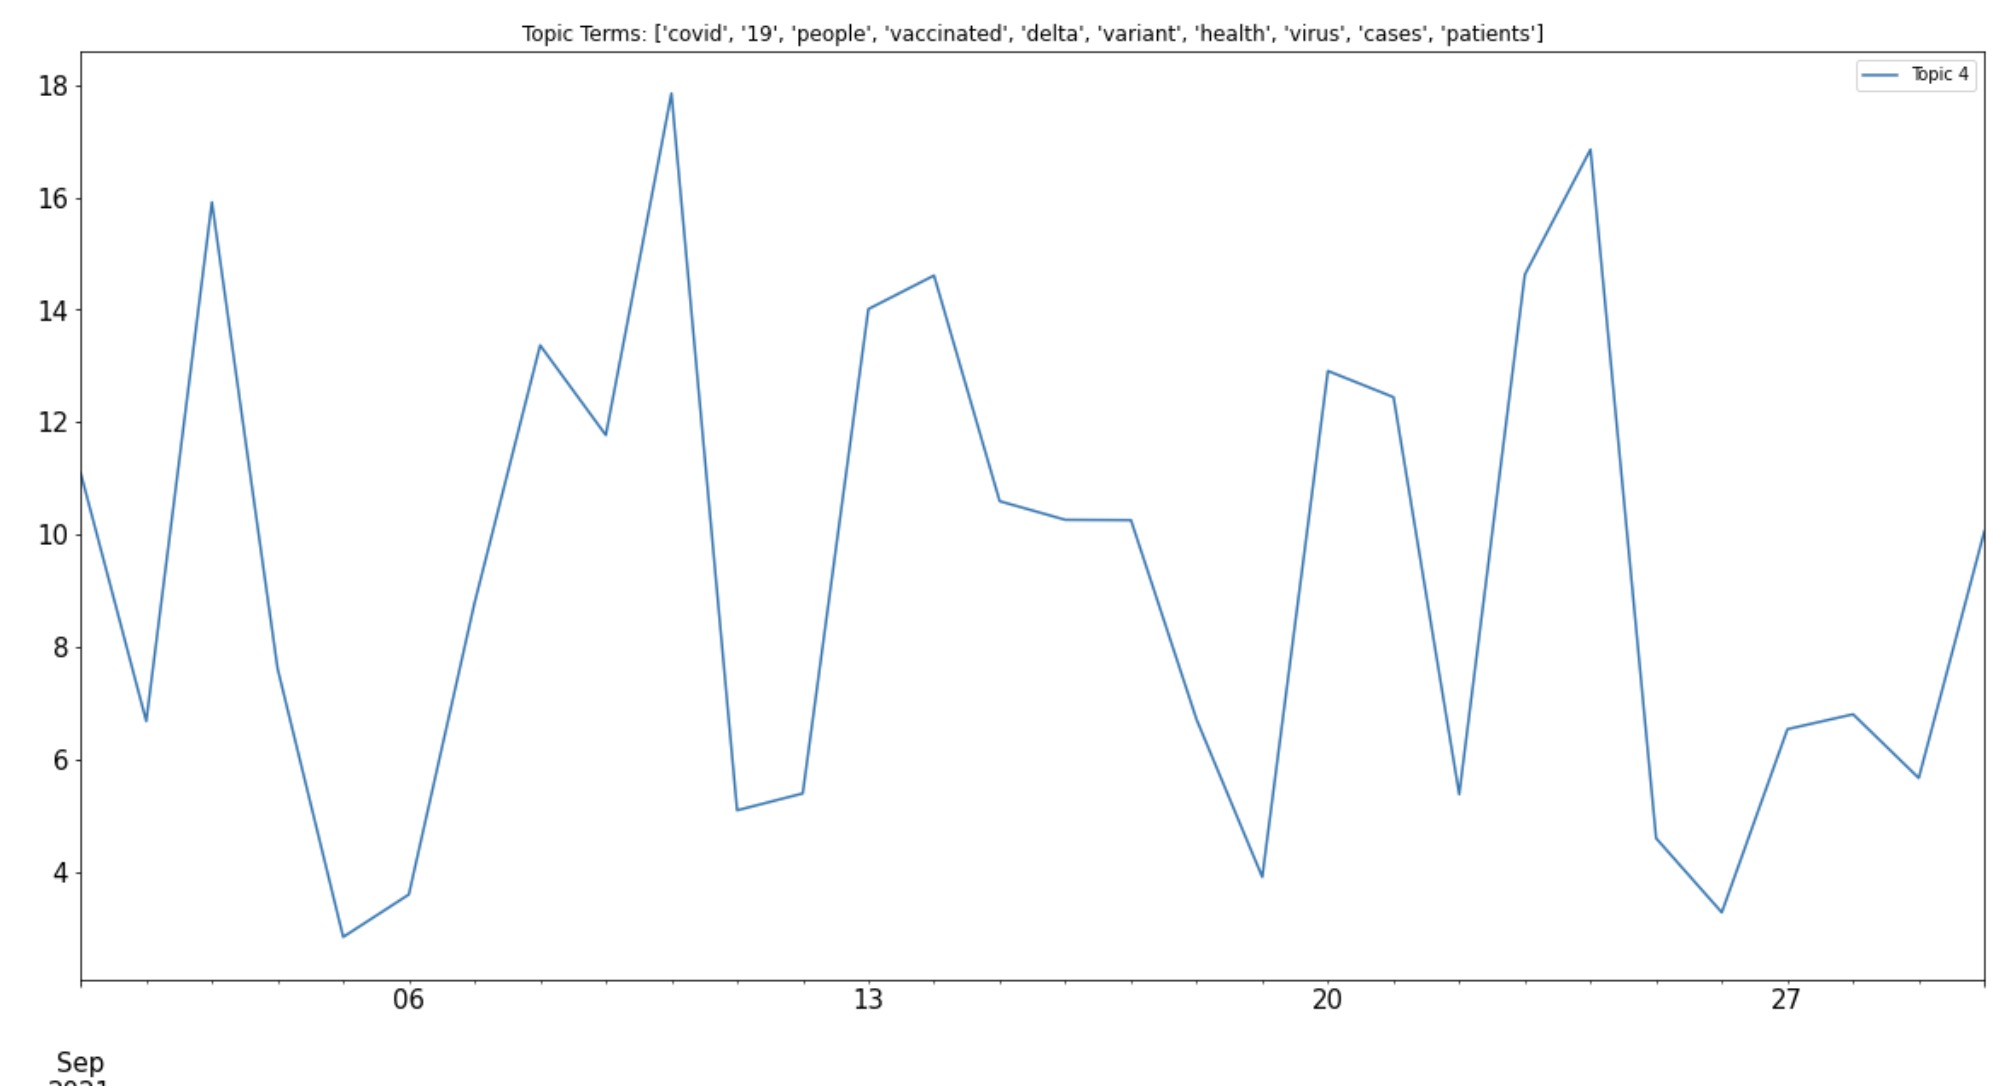 Topic Terms: ['covid', '19', 'people', 'vaccinated', 'delta', 'variant', 'health', 'virus', 'cases', 'patients']
Topic 4
18
16
14
12
10
8
6
4
06 13 20 27
Sep
2021